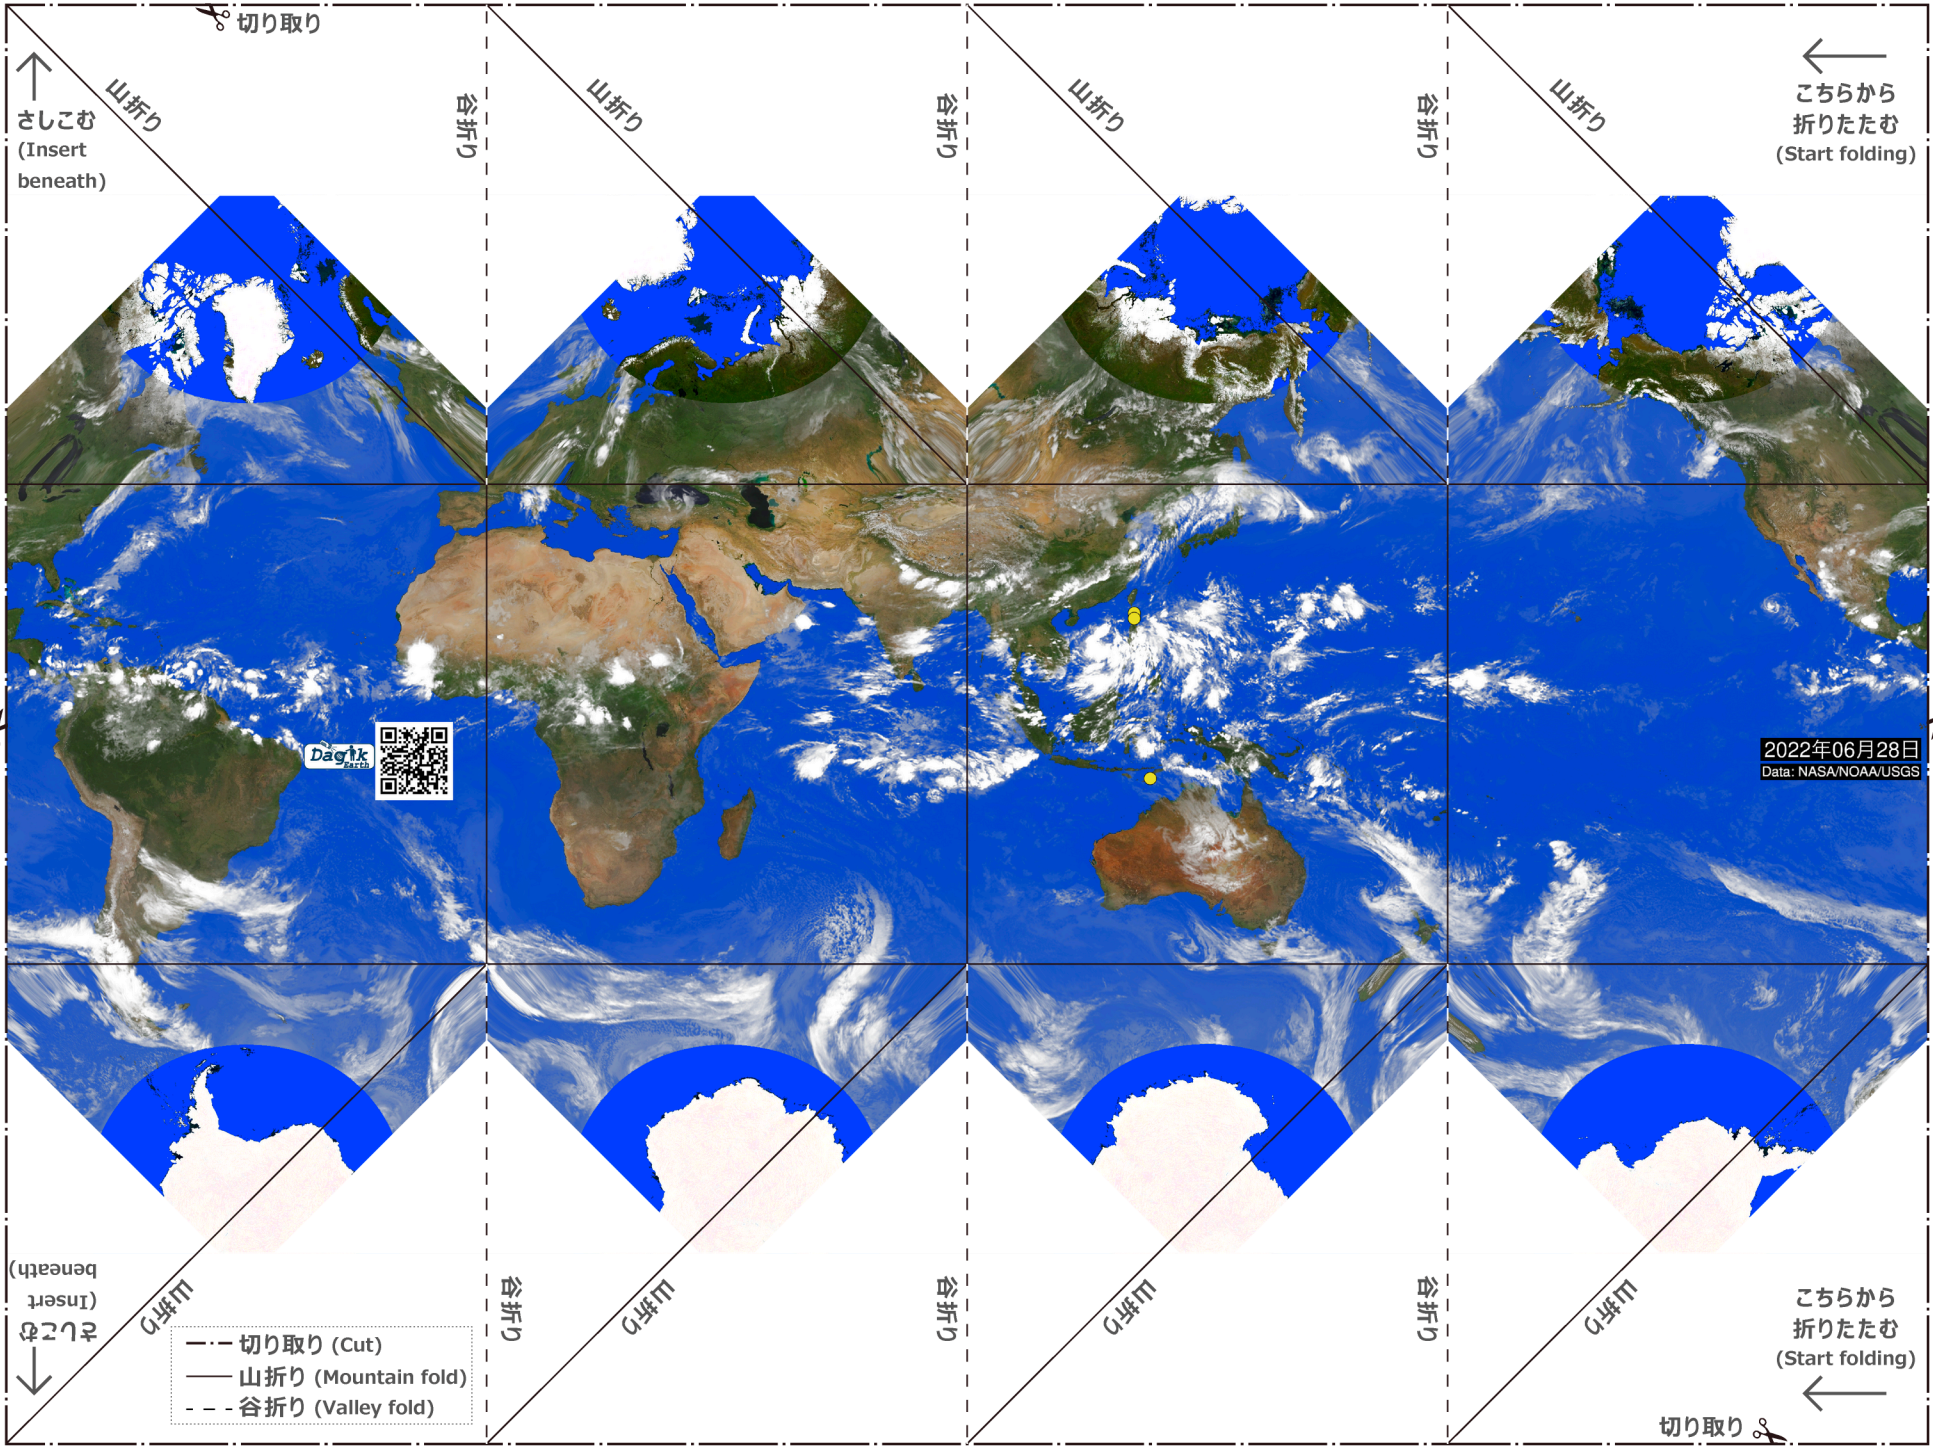 切り取り
さしこむ
(Insert
beneath)
山折り
谷折り
山折り
谷折り
山折り
谷折り
山折り
こちらから
折りたたむ
(Start folding)
Dagik
Earth
2022年06月28日
Data: NASA/NOAA/USGS
さしこむ
(Insert
beneath)
山折り
谷折り
山折り
谷折り
山折り
谷折り
山折り
こちらから
折りたたむ
(Start folding)
切り取り (Cut)
山折り (Mountain fold)
谷折り (Valley fold)
切り取り